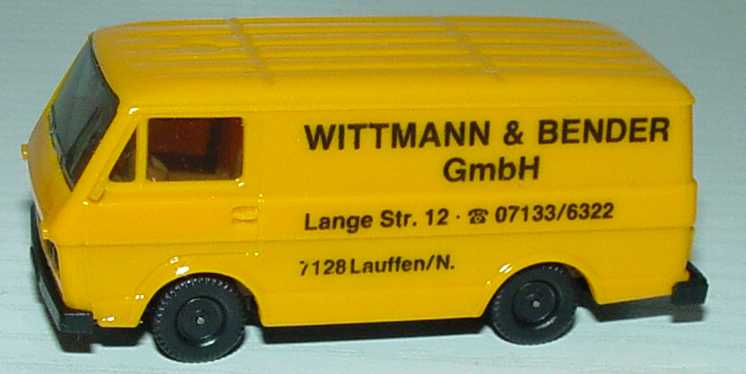 WITTMANN & BENDER
GmbH
Lange Str. 12 · ☎ 07133/6322
7128 Lauffen/N.